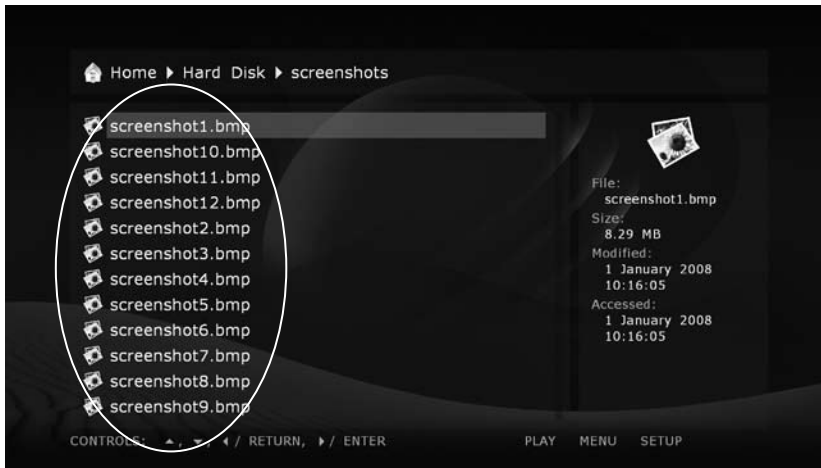 Home ▶ Hard Disk ▶ screenshots
screenshot1.bmp
screenshot10.bmp
screenshot11.bmp
screenshot12.bmp
screenshot2.bmp
screenshot3.bmp
screenshot4.bmp
screenshot5.bmp
screenshot6.bmp
screenshot7.bmp
screenshot8.bmp
screenshot9.bmp
File:
screenshot1.bmp
Size:
8.29 MB
Modified:
1 January 2008
10:16:05
Accessed:
1 January 2008
10:16:05
CONTROLS: ▲, ▼, ◀/ RETURN, ▶/ ENTER
PLAY MENU SETUP